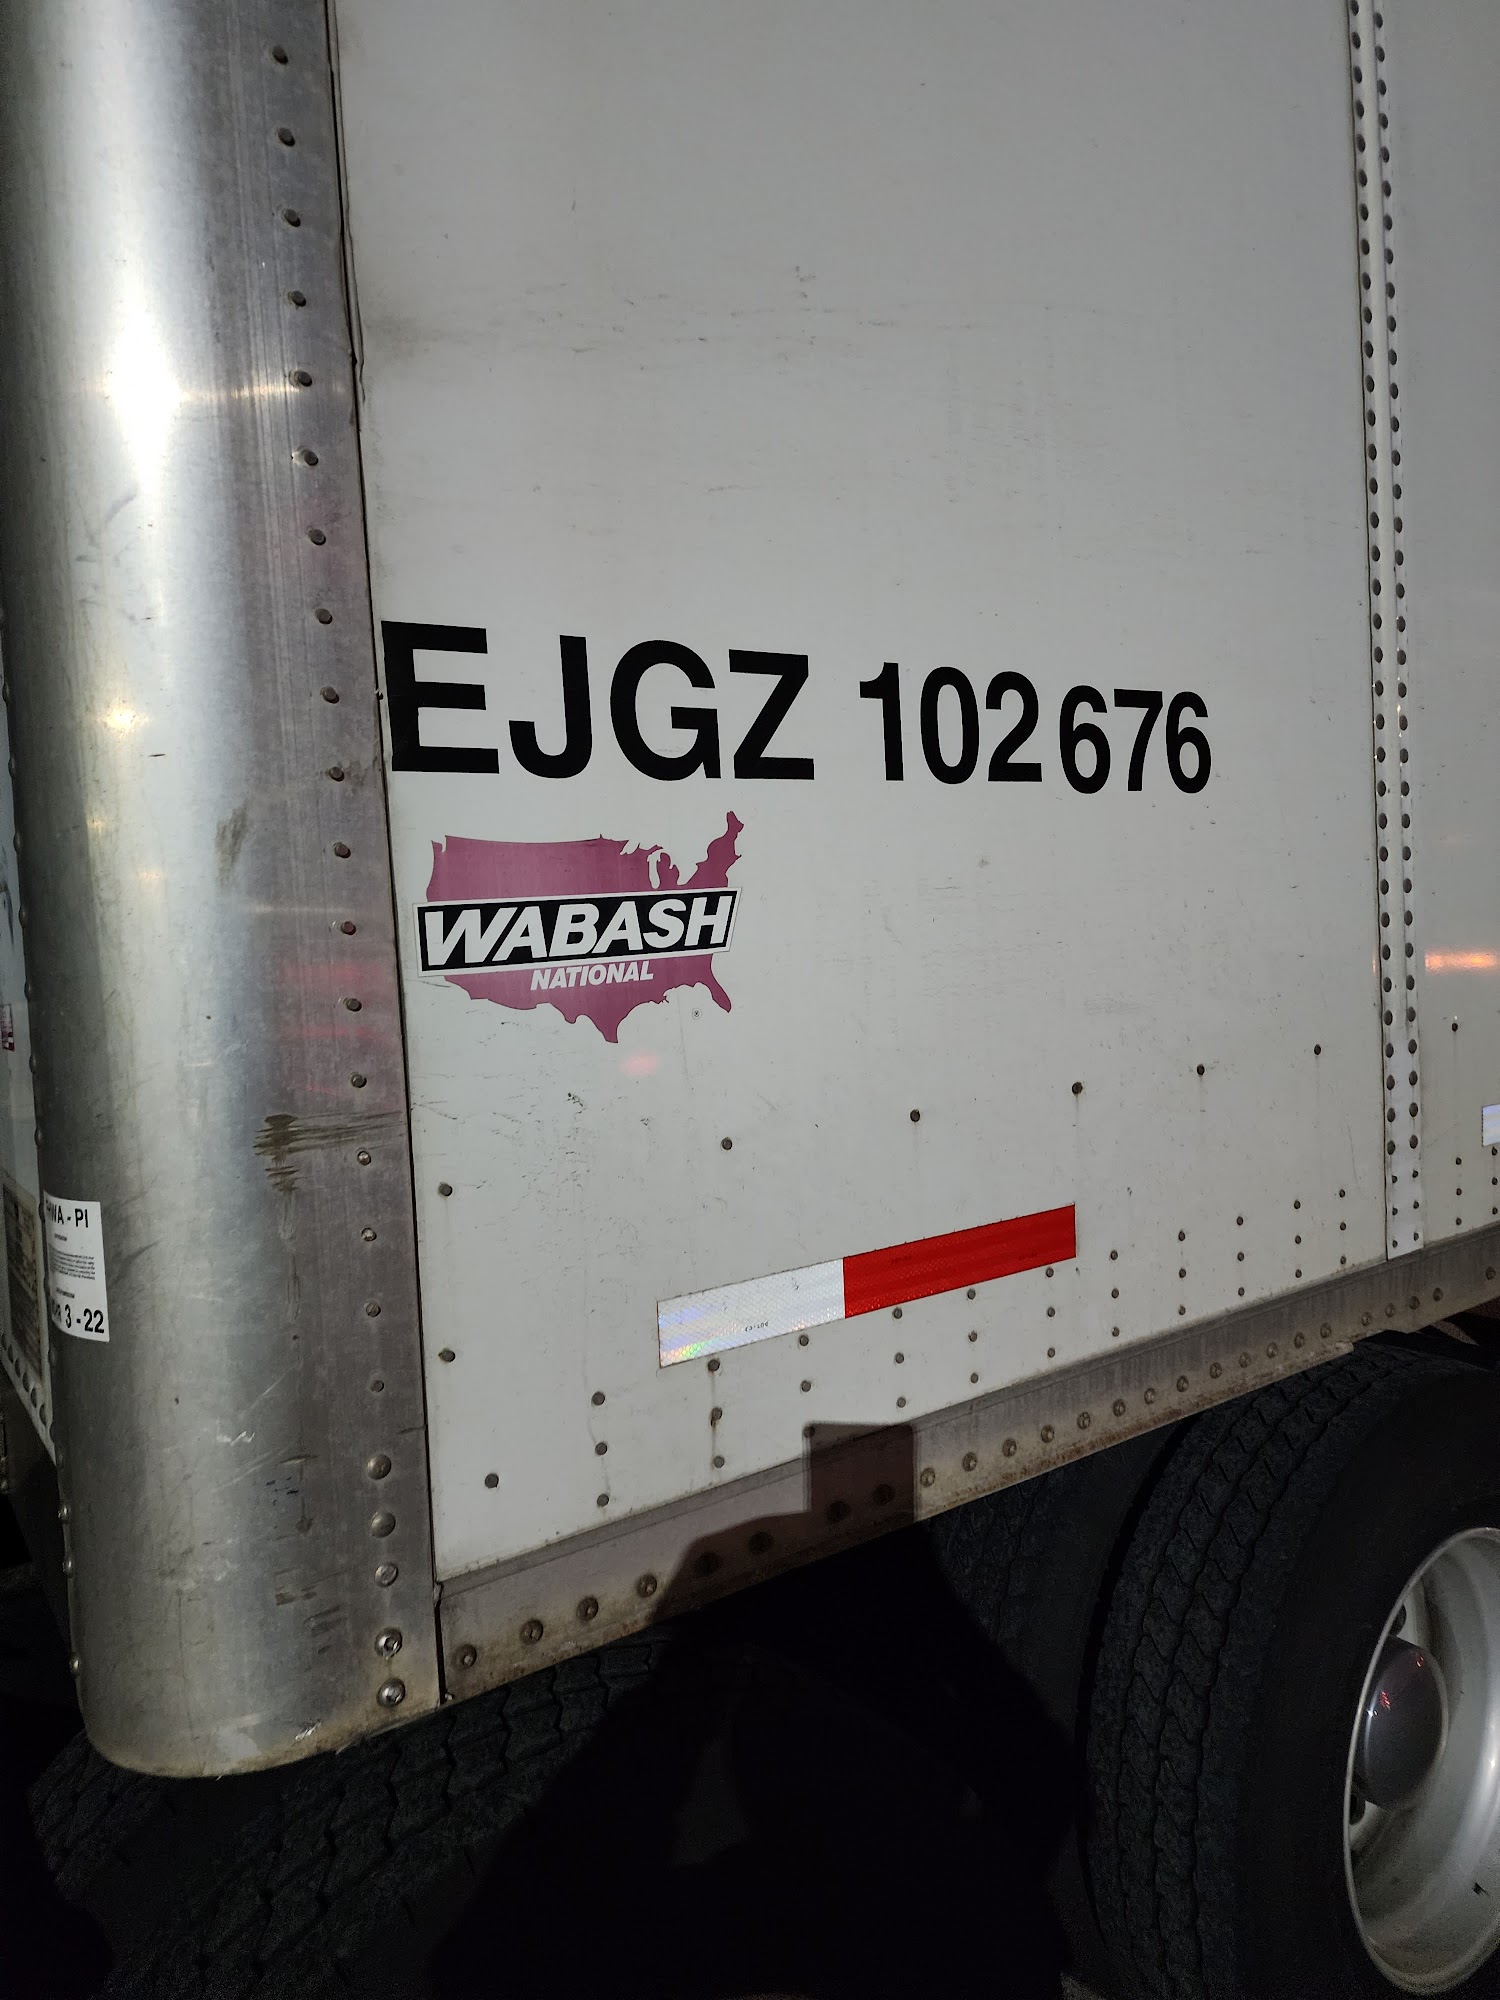 EJGZ 102676
WABASH
NATIONAL
®
3-22